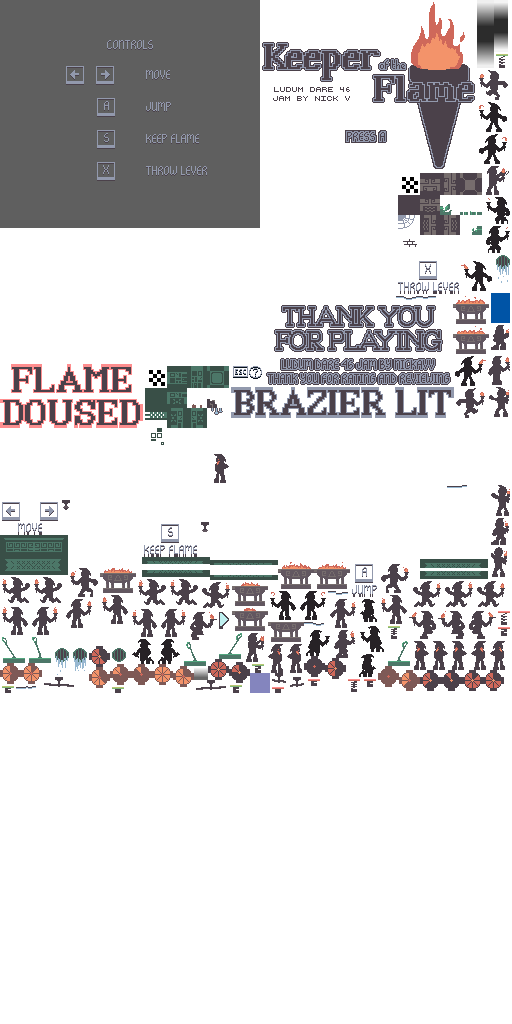 CONTROLS
← → MOVE
A JUMP
S KEEP FLAME
X THROW LEVER
Keeper
of the
Flame
LUDUM DARE 46
JAM BY NICK V
PRESS A
X
THROW LEVER
THANK YOU
FOR PLAYING
LUDUM DARE 46 JAM BY NICKRAVV
THANK YOU FOR RATING AND REVIEWING
ESC ?
FLAME
DOUSED
BRAZIER LIT
← →
MOVE
S
KEEP FLAME
A
JUMP